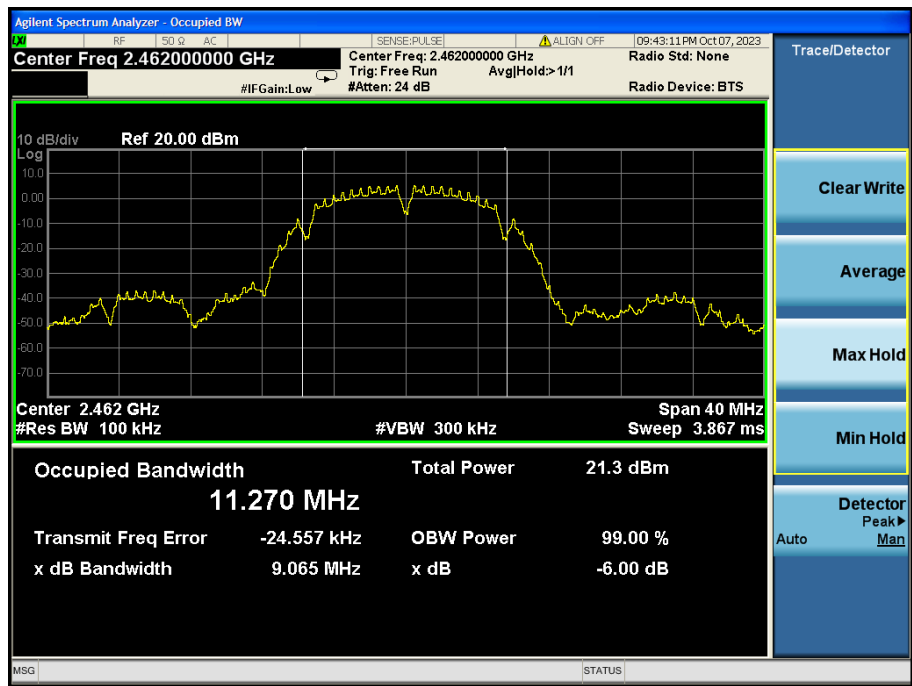 Agilent Spectrum Analyzer - Occupied BW
LXI RF 50 Ω AC SENSE:PULSE ALIGN OFF 09:43:11 PM Oct 07, 2023
Center Freq 2.462000000 GHz
Center Freq: 2.462000000 GHz
Radio Std: None
Trig: Free Run Avg|Hold:>1/1
#IFGain:Low
#Atten: 24 dB
Radio Device: BTS
10 dB/div Ref 20.00 dBm
Log
10.0
0.00
-10.0
-20.0
-30.0
-40.0
-50.0
-60.0
-70.0
Center 2.462 GHz Span 40 MHz
#Res BW 100 kHz #VBW 300 kHz Sweep 3.867 ms
Occupied Bandwidth Total Power 21.3 dBm
11.270 MHz
Transmit Freq Error -24.557 kHz OBW Power 99.00 %
x dB Bandwidth 9.065 MHz x dB -6.00 dB
MSG STATUS
Trace/Detector
Clear Write
Average
Max Hold
Min Hold
Detector
Peak▶
Auto Man